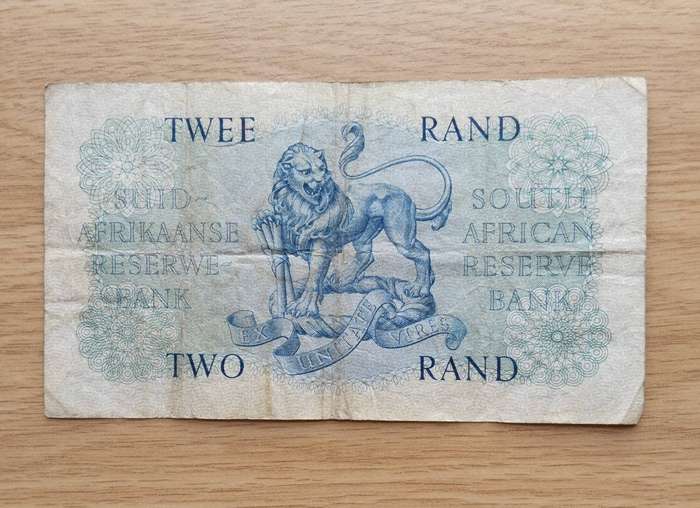 TWEE RAND
SUID-
AFRIKAANSE
RESERWE-
BANK
SOUTH
AFRICAN
RESERVE
BANK
EX UNITATE VIRES
TWO RAND